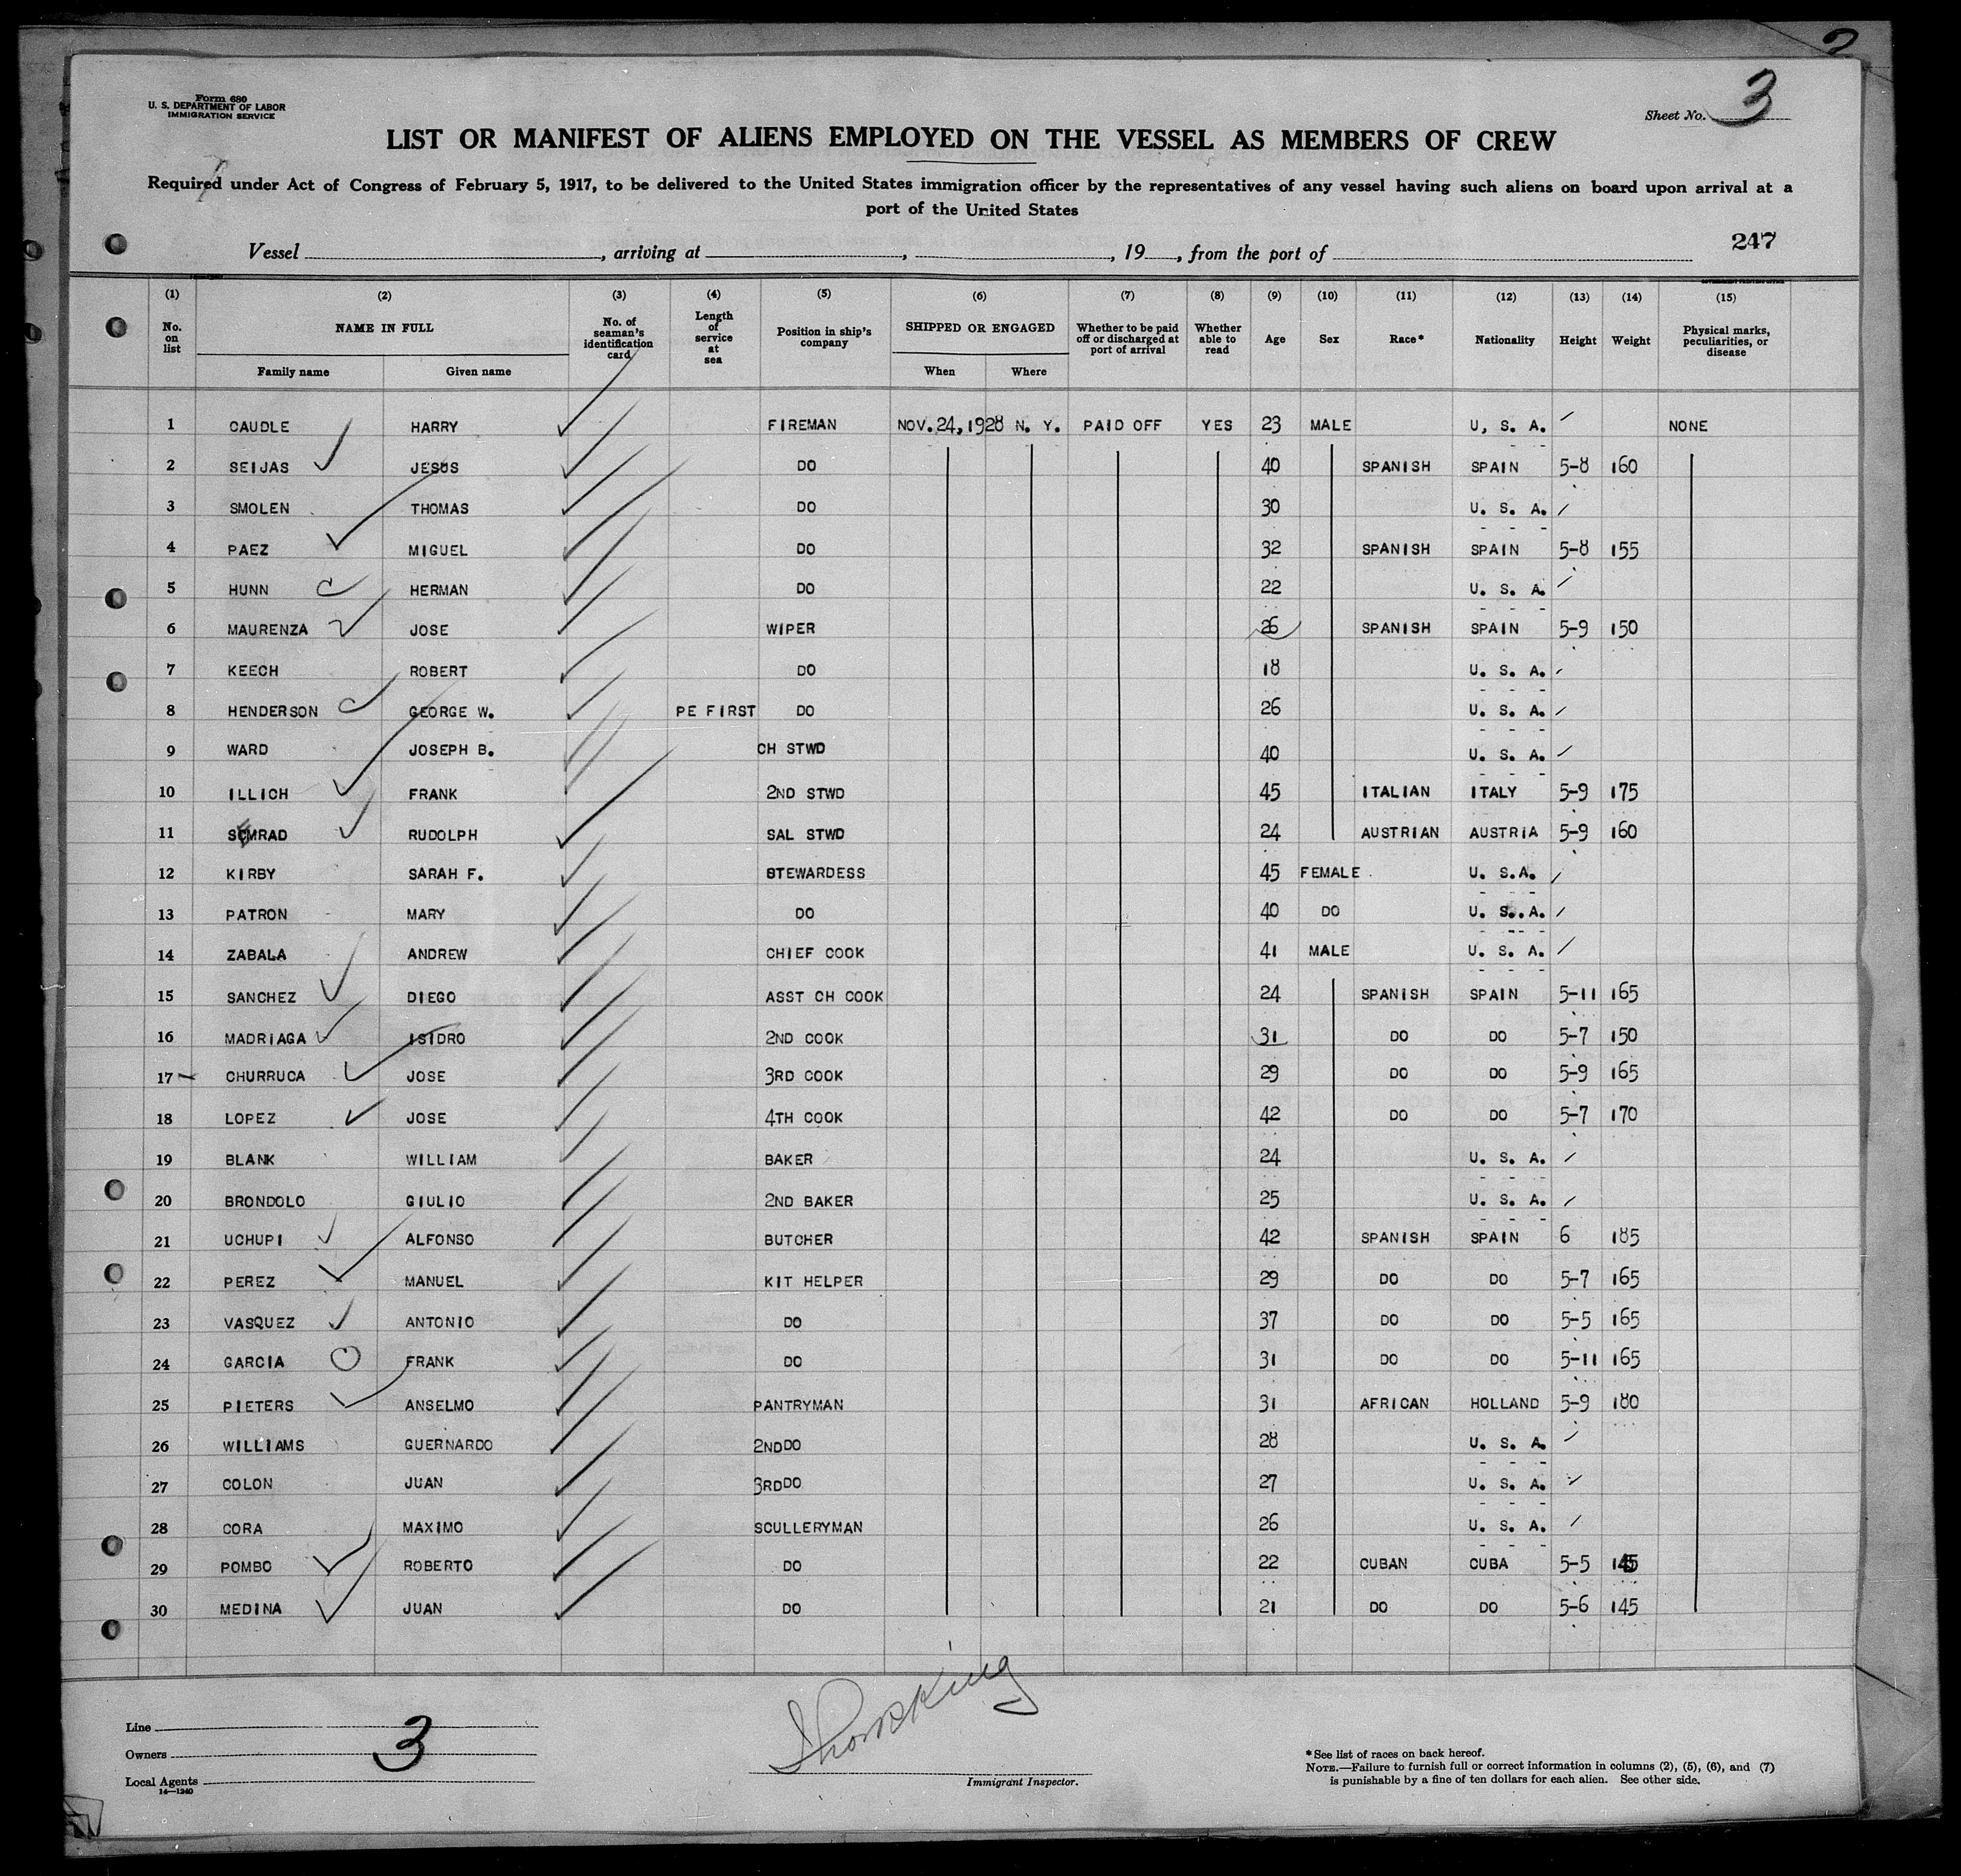 2
Form 680
U. S. DEPARTMENT OF LABOR
IMMIGRATION SERVICE
Sheet No. 3
LIST OR MANIFEST OF ALIENS EMPLOYED ON THE VESSEL AS MEMBERS OF CREW
Required under Act of Congress of February 5, 1917, to be delivered to the United States immigration officer by the representatives of any vessel having such aliens on board upon arrival at a
port of the United States
247
Vessel , arriving at , , 19 , from the port of
(1) (2) (3) (4) (5) (6) (7) (8) (9) (10) (11) (12) (13) (14) (15)
No. on list NAME IN FULL No. of seaman's identification card Length of service at sea Position in ship's company SHIPPED OR ENGAGED Whether to be paid off or discharged at port of arrival Whether able to read Age Sex Race* Nationality Height Weight Physical marks, peculiarities, or disease
Family name Given name When Where
1 CAUDLE HARRY FIREMAN NOV.24,1928 N. Y. PAID OFF YES 23 MALE U, S. A. NONE
2 SEIJAS JESUS DO 40 SPANISH SPAIN 5-8 160
3 SMOLEN THOMAS DO 30 U. S. A.
4 PAEZ MIGUEL DO 32 SPANISH SPAIN 5-8 155
5 HUNN HERMAN DO 22 U. S. A.
6 MAURENZA JOSE WIPER 26 SPANISH SPAIN 5-9 150
7 KEECH ROBERT DO 18 U. S. A.
8 HENDERSON GEORGE W. PE FIRST DO 26 U. S. A.
9 WARD JOSEPH B. CH STWD 40 U. S. A.
10 ILLICH FRANK 2ND STWD 45 ITALIAN ITALY 5-9 175
11 SEMRAD RUDOLPH SAL STWD 24 AUSTRIAN AUSTRIA 5-9 160
12 KIRBY SARAH F. STEWARDESS 45 FEMALE U. S.A.
13 PATRON MARY DO 40 DO U. S..A.
14 ZABALA ANDREW CHIEF COOK 41 MALE U. S. A.
15 SANCHEZ DIEGO ASST CH COOK 24 SPANISH SPAIN 5-11 165
16 MADRIAGA ISIDRO 2ND COOK 31 DO DO 5-7 150
17 CHURRUCA JOSE 3RD COOK 29 DO DO 5-9 165
18 LOPEZ JOSE 4TH COOK 42 DO DO 5-7 170
19 BLANK WILLIAM BAKER 24 U. S. A.
20 BRONDOLO GIULIO 2ND BAKER 25 U. S. A.
21 UCHUPI ALFONSO BUTCHER 42 SPANISH SPAIN 6 185
22 PEREZ MANUEL KIT HELPER 29 DO DO 5-7 165
23 VASQUEZ ANTONIO DO 37 DO DO 5-5 165
24 GARCIA FRANK DO 31 DO DO 5-11 165
25 PIETERS ANSELMO PANTRYMAN 31 AFRICAN HOLLAND 5-9 180
26 WILLIAMS GUERNARDO 2NDDO 28 U. S. A.
27 COLON JUAN 3RDDO 27 U. S. A.
28 CORA MAXIMO SCULLERYMAN 26 U. S. A.
29 POMBO ROBERTO DO 22 CUBAN CUBA 5-5 145
30 MEDINA JUAN DO 21 DO DO 5-6 145
Line
Owners
Local Agents
14—1240
3
Immigrant Inspector.
*See list of races on back hereof.
NOTE.—Failure to furnish full or correct information in columns (2), (5), (6), and (7)
is punishable by a fine of ten dollars for each alien. See other side.